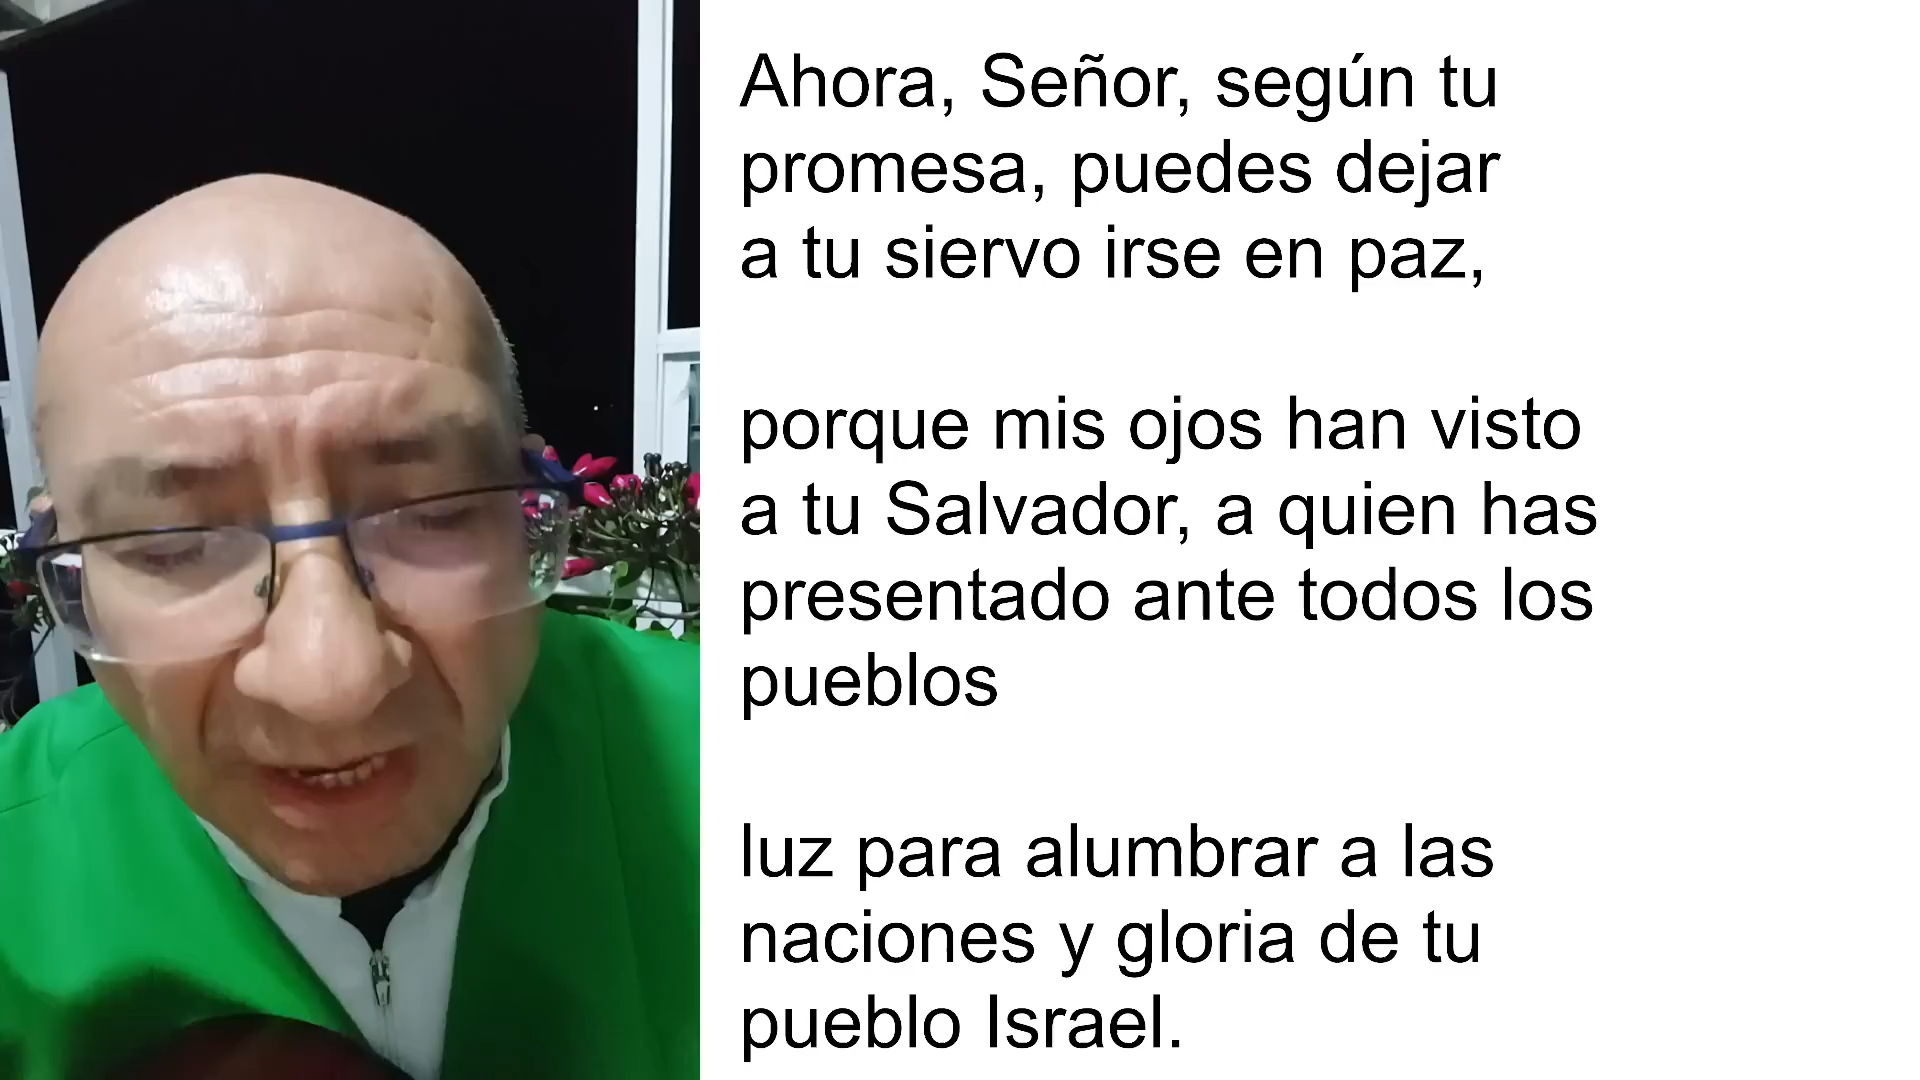 Ahora, Señor, según tu
promesa, puedes dejar
a tu siervo irse en paz,
porque mis ojos han visto
a tu Salvador, a quien has
presentado ante todos los
pueblos
luz para alumbrar a las
naciones y gloria de tu
pueblo Israel.